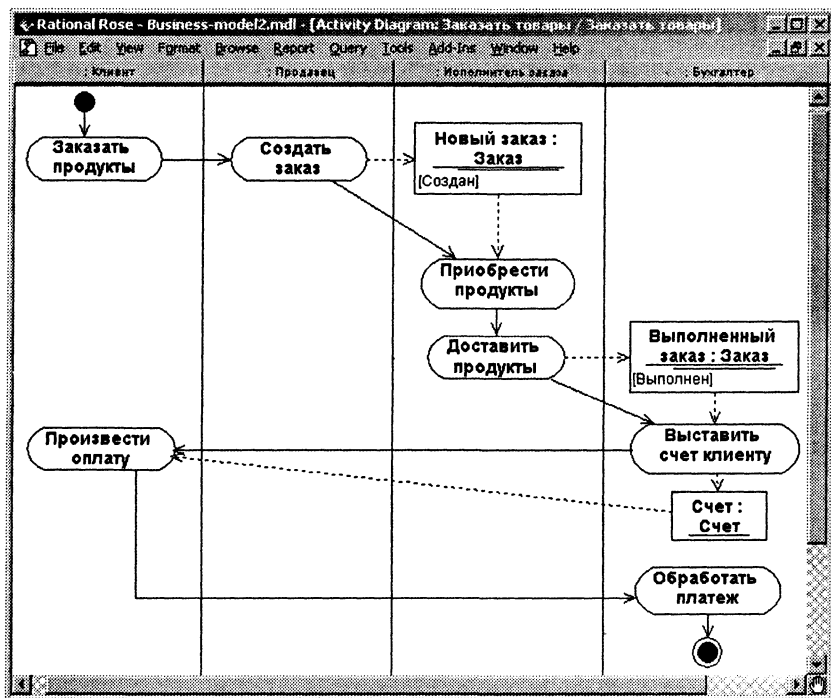 Rational Rose - Business-model2.mdl - [Activity Diagram: Заказать товары / Заказать товары]
File Edit View Format Browse Report Query Tools Add-Ins Window Help
: Клиент
: Продавец
: Исполнитель заказа
: Бухгалтер
Заказать
продукты
Создать
заказ
Новый заказ :
Заказ
[Создан]
Приобрести
продукты
Доставить
продукты
Выполненный
заказ : Заказ
[Выполнен]
Произвести
оплату
Выставить
счет клиенту
Счет :
Счет
Обработать
платеж